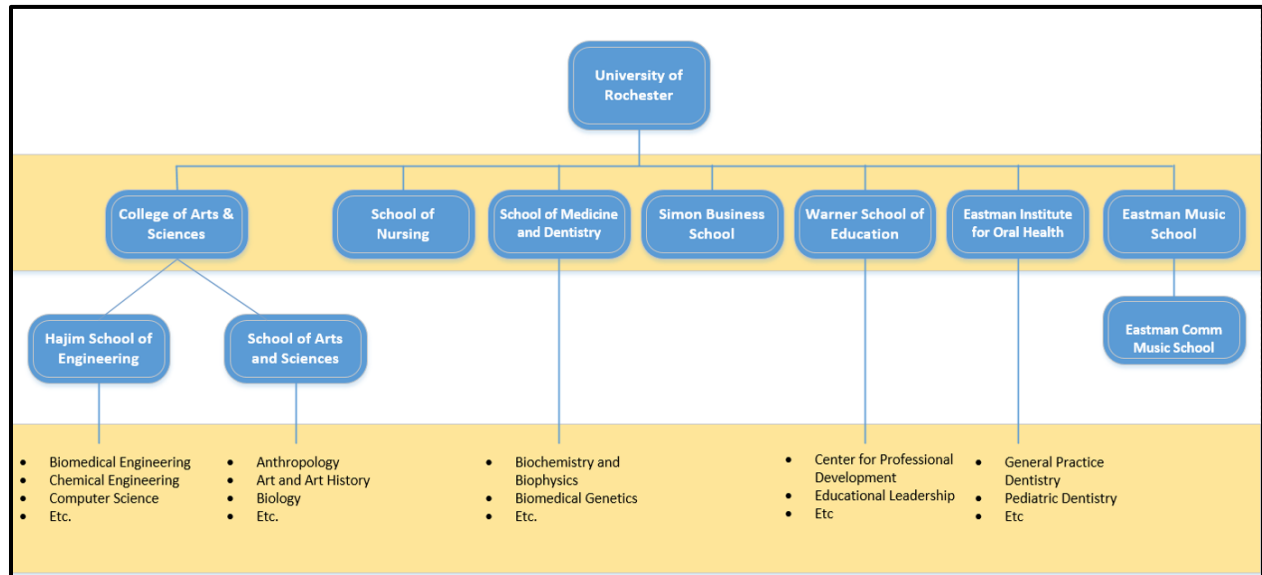 University of
Rochester
College of Arts &
Sciences
School of
Nursing
School of Medicine
and Dentistry
Simon Business
School
Warner School of
Education
Eastman Institute
for Oral Health
Eastman Music
School
Hajim School of
Engineering
School of Arts
and Sciences
Eastman Comm
Music School
• Biomedical Engineering
• Chemical Engineering
• Computer Science
• Etc.
• Anthropology
• Art and Art History
• Biology
• Etc.
• Biochemistry and
Biophysics
• Biomedical Genetics
• Etc.
• Center for Professional
Development
• Educational Leadership
• Etc
• General Practice
Dentistry
• Pediatric Dentistry
• Etc